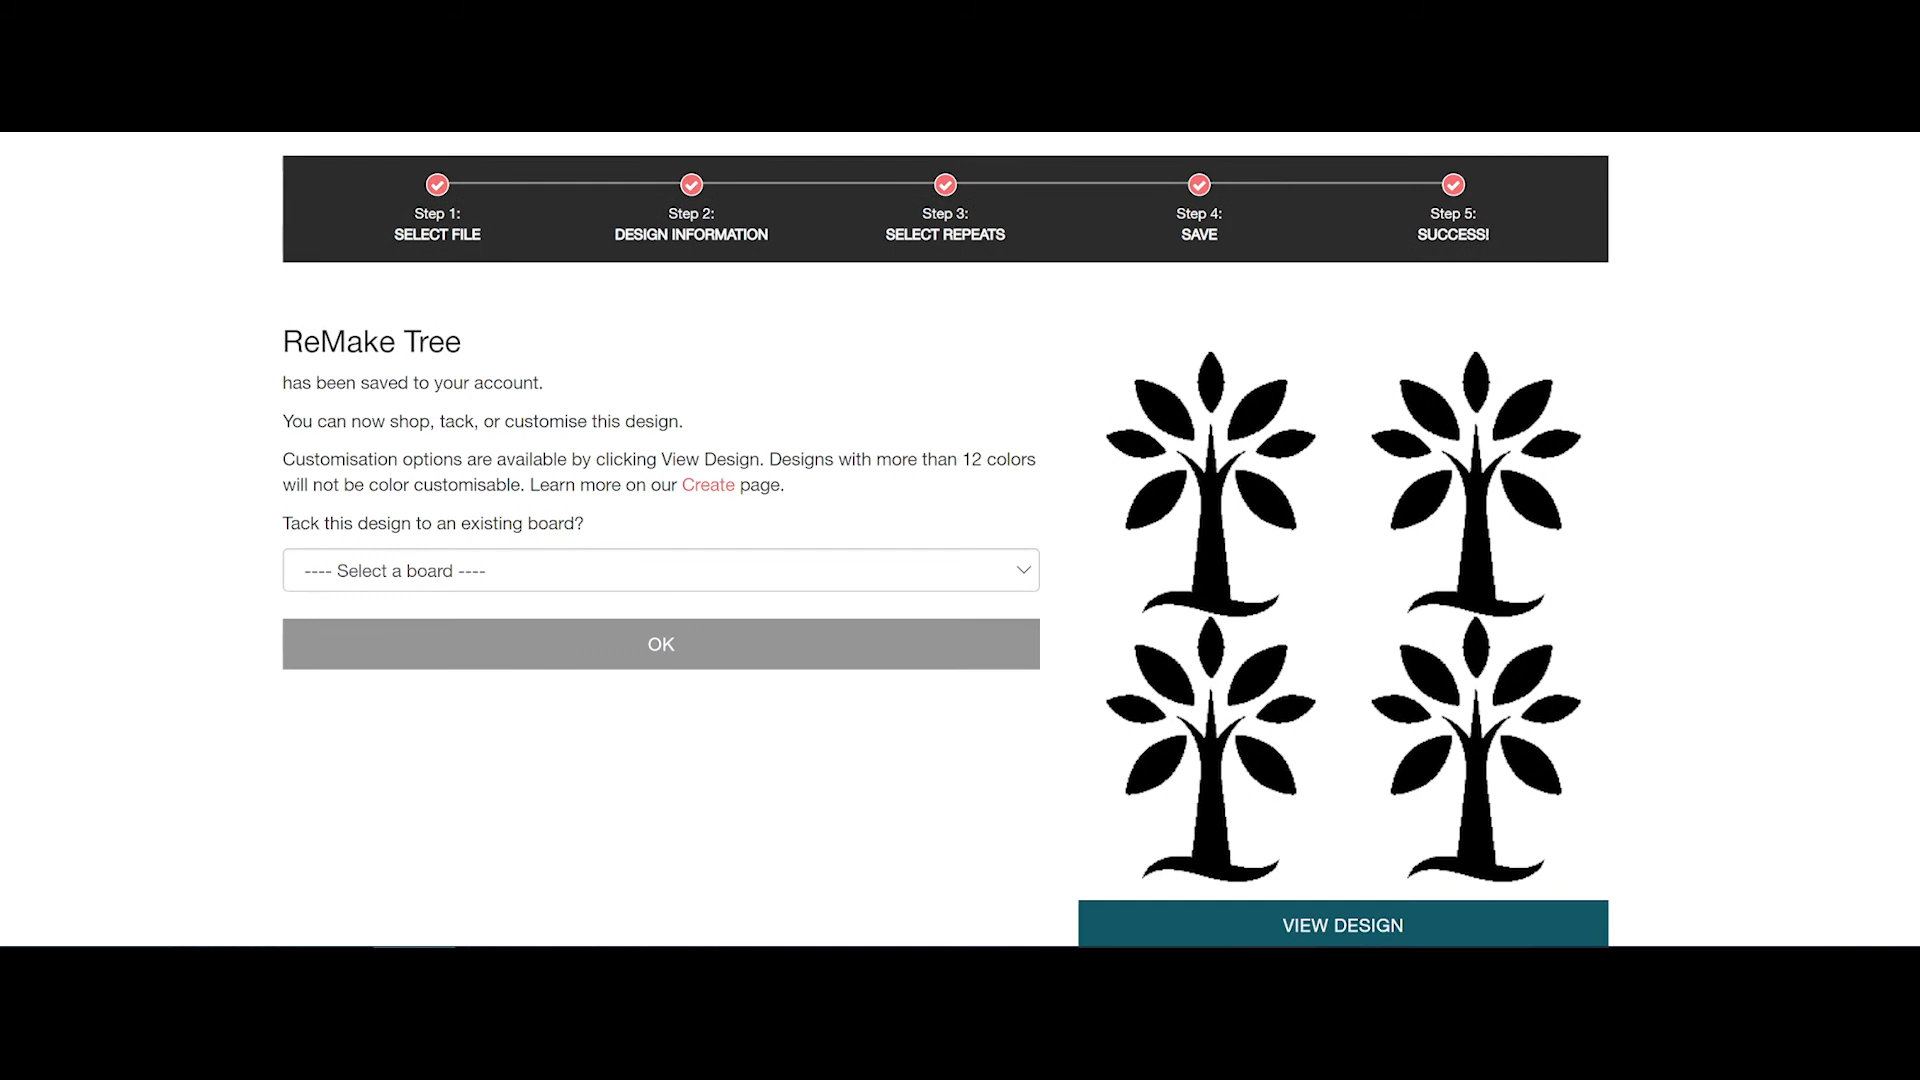 Step 1:
SELECT FILE
Step 2:
DESIGN INFORMATION
Step 3:
SELECT REPEATS
Step 4:
SAVE
Step 5:
SUCCESS!
ReMake Tree
has been saved to your account.
You can now shop, tack, or customise this design.
Customisation options are available by clicking View Design. Designs with more than 12 colors
will not be color customisable. Learn more on our Create page.
Tack this design to an existing board?
---- Select a board ----
OK
VIEW DESIGN